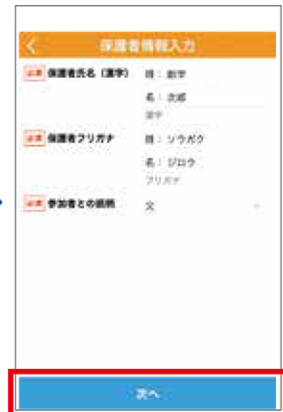 保護者情報入力
必須 保護者氏名（漢字） 姓： 創学
名： 次郎
漢字
必須 保護者フリガナ 姓： ソウガク
名： ジロウ
フリガナ
必須 参加者との続柄 父
次へ